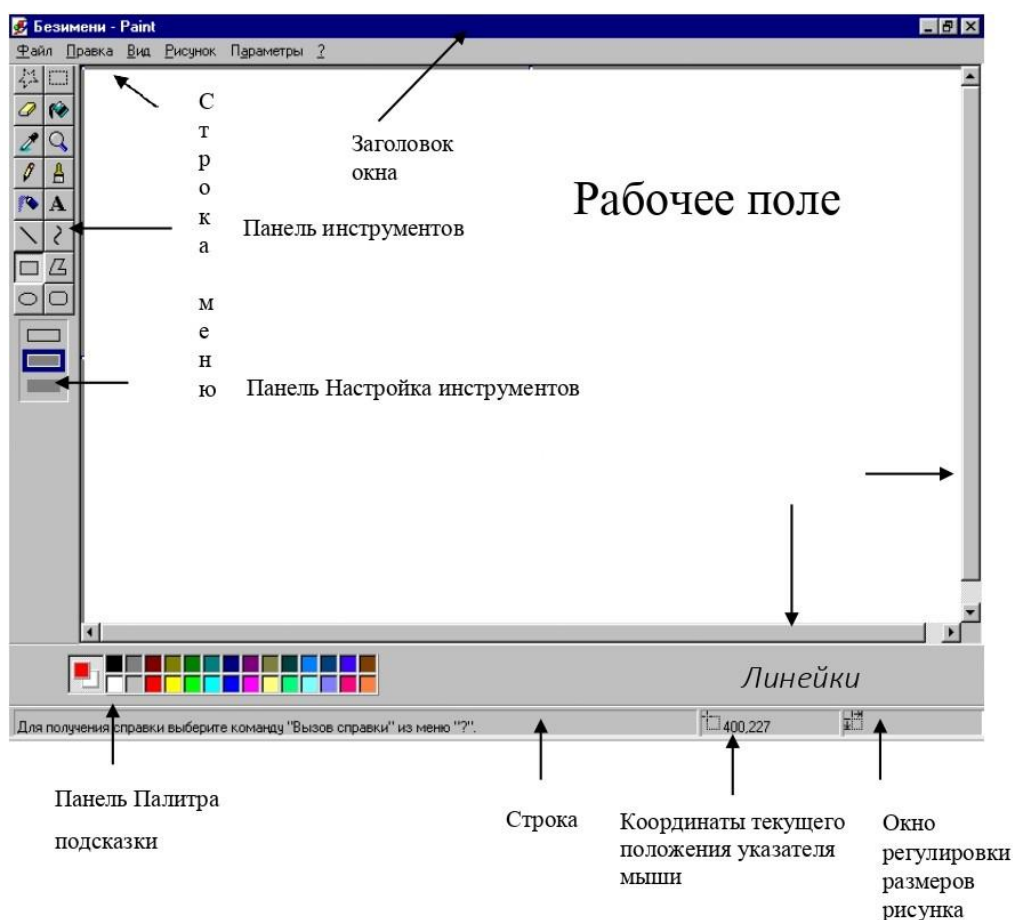 Безимени - Paint
Файл Правка Вид Рисунок Параметры ?
Строка меню
Заголовок
окна
Рабочее поле
A
Панель инструментов
Панель Настройка инструментов
Линейки
Для получения справки выберите команду "Вызов справки" из меню "?".
400,227
Панель Палитра
подсказки
Строка
Координаты текущего
положения указателя
мыши
Окно
регулировки
размеров
рисунка